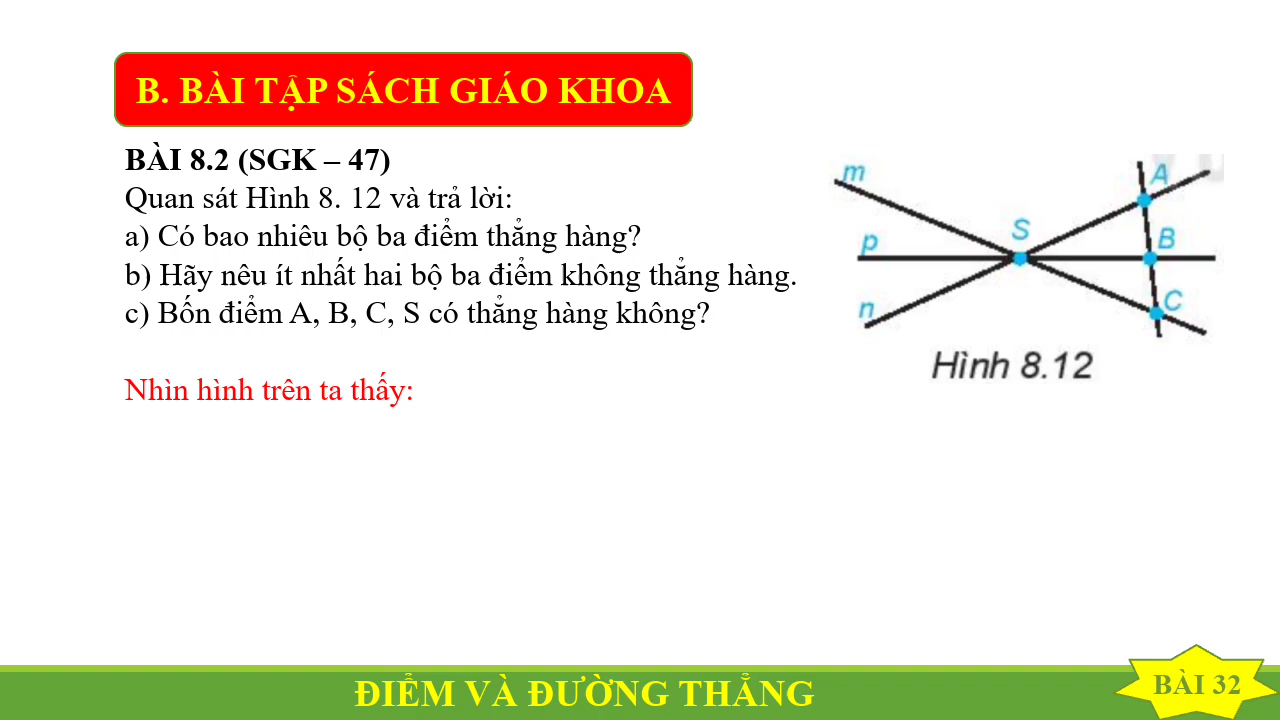 B. BÀI TẬP SÁCH GIÁO KHOA
BÀI 8.2 (SGK – 47)
Quan sát Hình 8. 12 và trả lời:
a) Có bao nhiêu bộ ba điểm thẳng hàng?
b) Hãy nêu ít nhất hai bộ ba điểm không thẳng hàng.
c) Bốn điểm A, B, C, S có thẳng hàng không?
Nhìn hình trên ta thấy:
m
A
S
p
B
n
C
Hình 8.12
ĐIỂM VÀ ĐƯỜNG THẲNG
BÀI 32